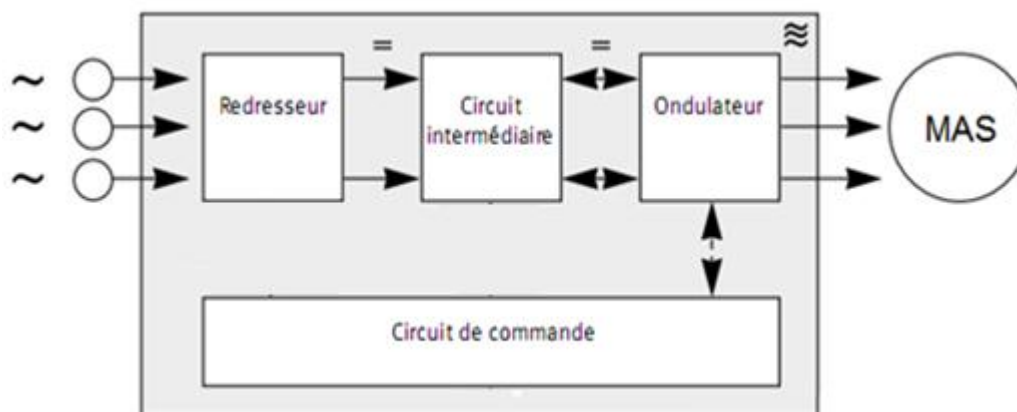 Redresseur
Circuit
intermédiaire
Ondulateur
MAS
Circuit de commande